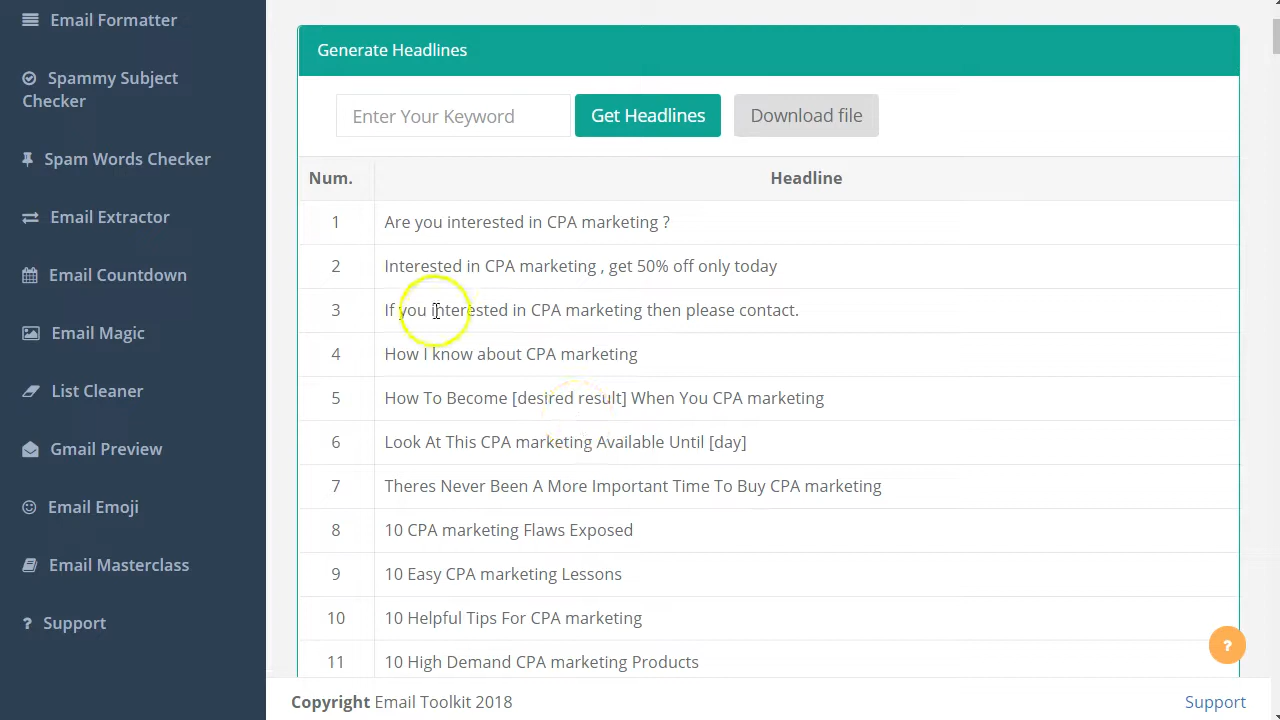 Email Formatter
Spammy Subject
Checker
Spam Words Checker
Email Extractor
Email Countdown
Email Magic
List Cleaner
Gmail Preview
Email Emoji
Email Masterclass
? Support
Generate Headlines
Enter Your Keyword Get Headlines Download file
Num. Headline
1 Are you interested in CPA marketing ?
2 Interested in CPA marketing , get 50% off only today
3 If you interested in CPA marketing then please contact.
4 How I know about CPA marketing
5 How To Become [desired result] When You CPA marketing
6 Look At This CPA marketing Available Until [day]
7 Theres Never Been A More Important Time To Buy CPA marketing
8 10 CPA marketing Flaws Exposed
9 10 Easy CPA marketing Lessons
10 10 Helpful Tips For CPA marketing
11 10 High Demand CPA marketing Products
?
Copyright Email Toolkit 2018 Support